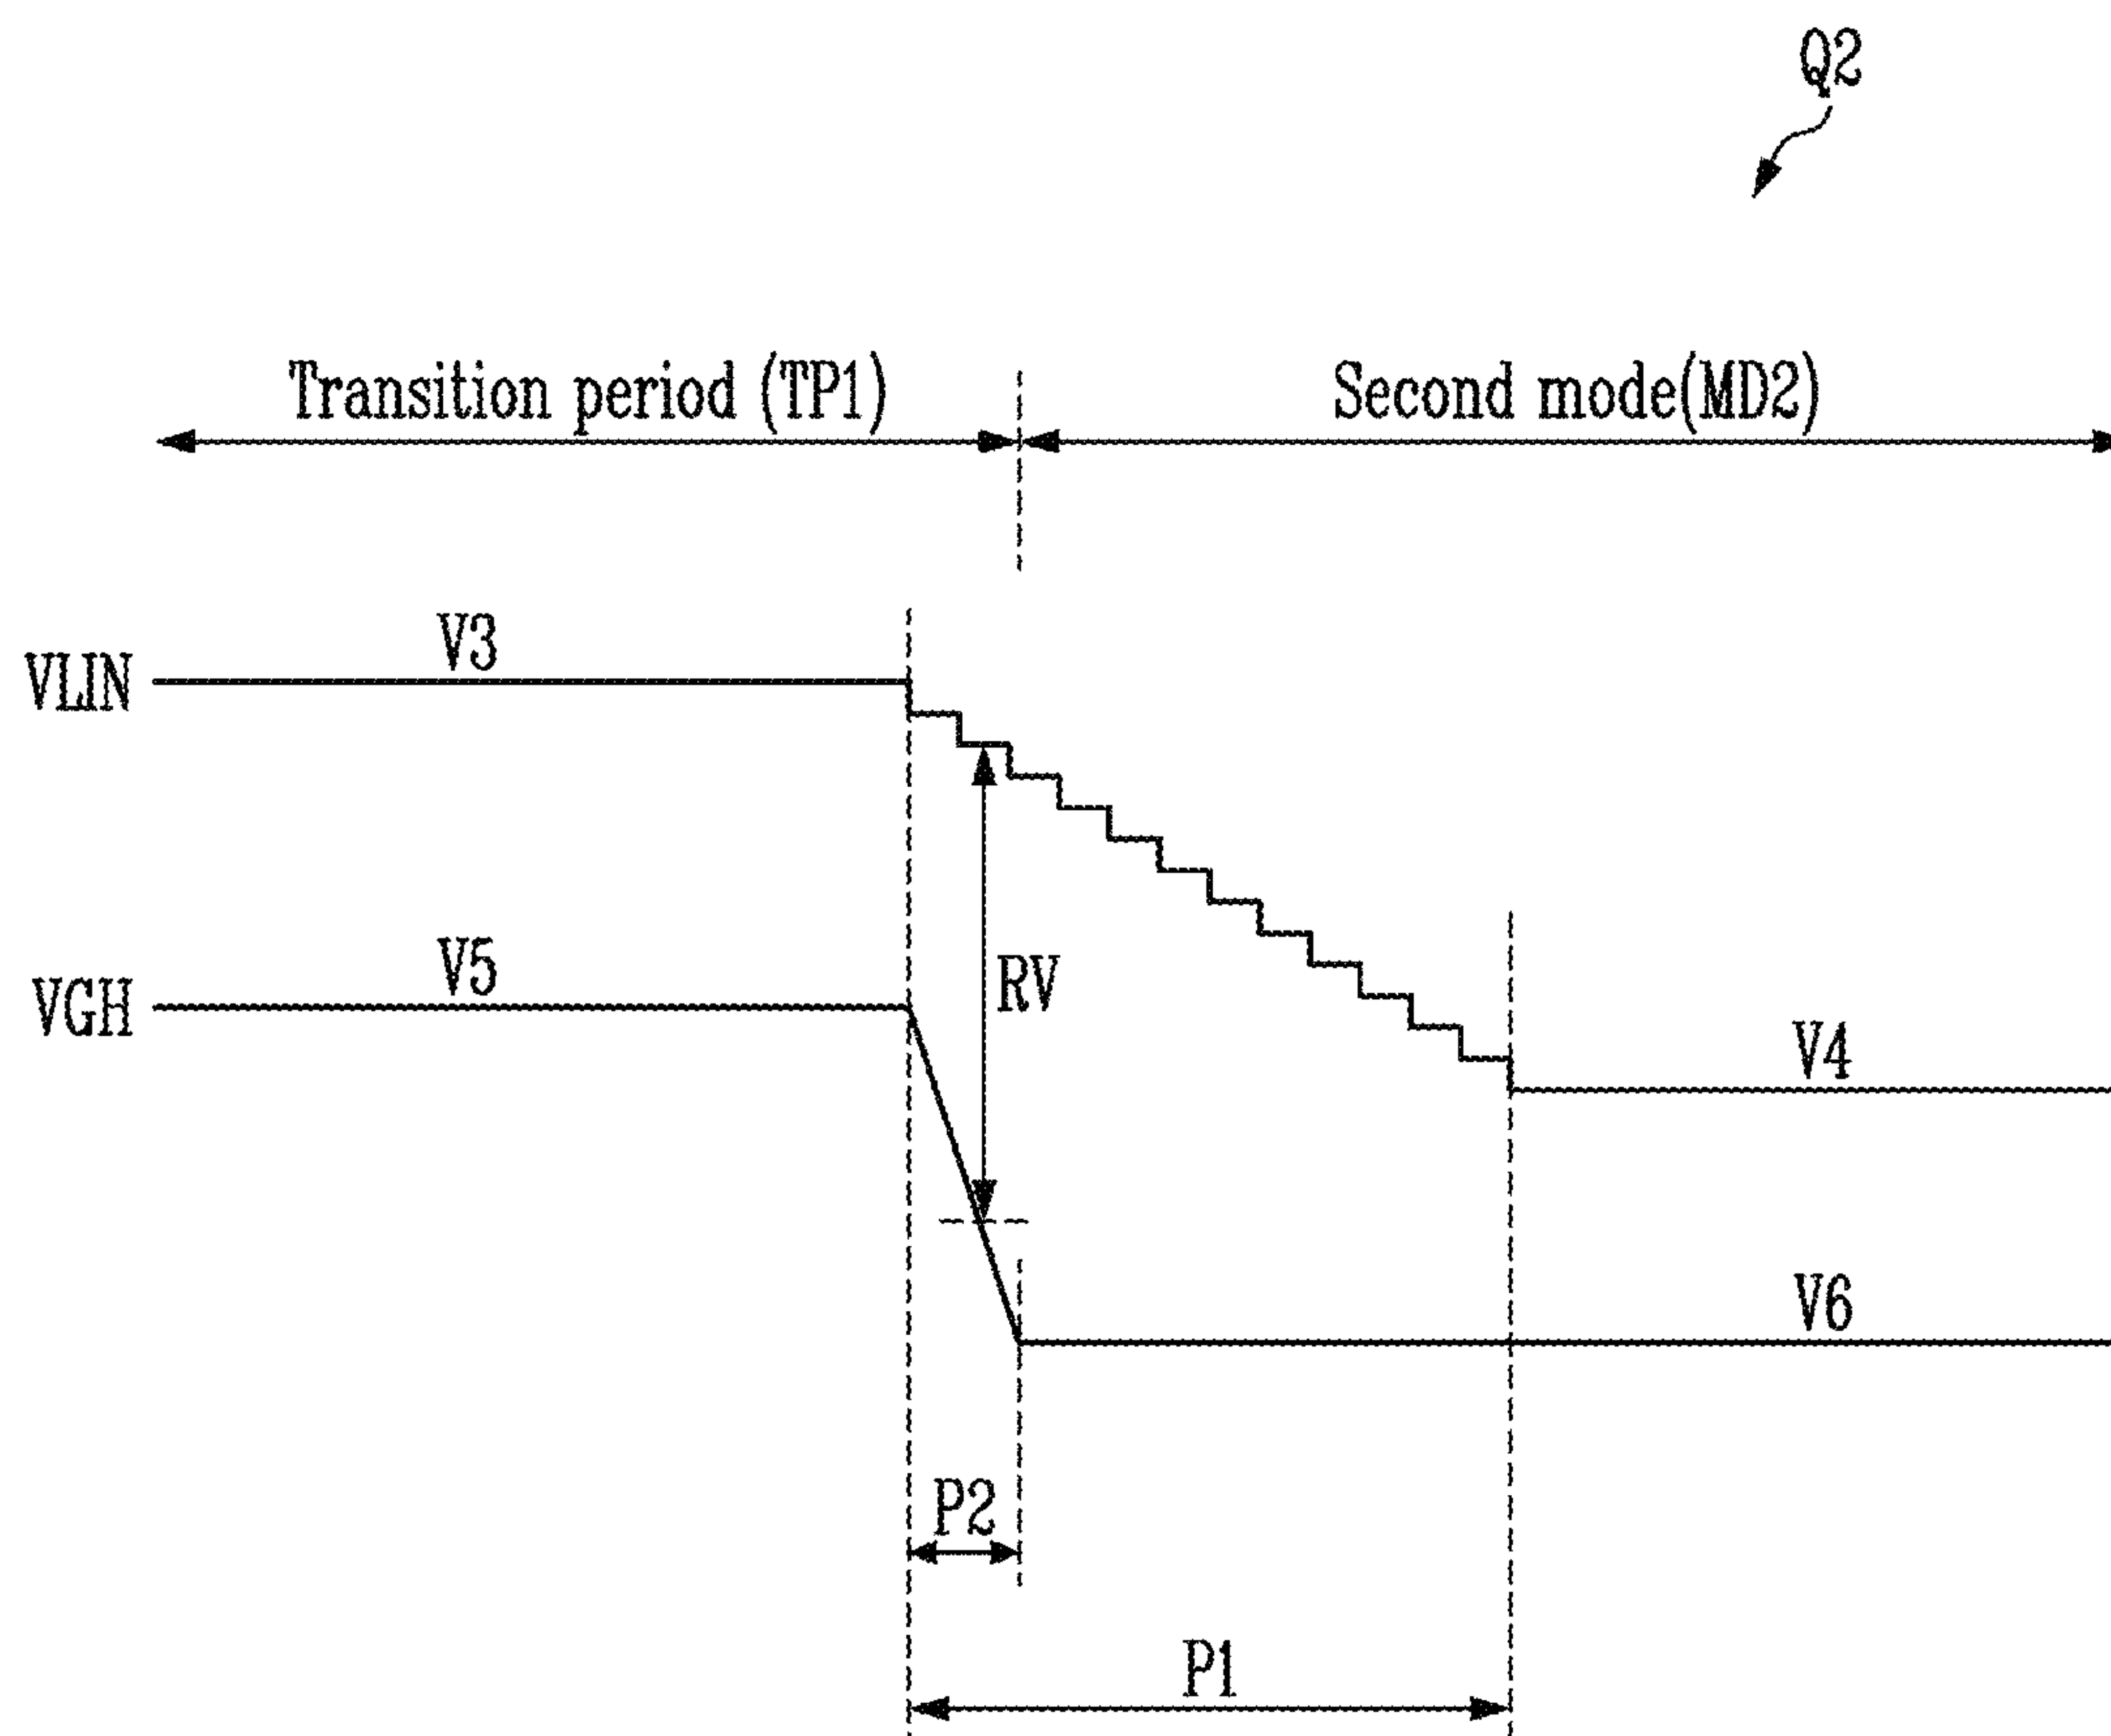 Q2
Transition period (TP1)
Second mode(MD2)
V3
VLIN
V5
VGH
RV
V4
V6
P2
P1